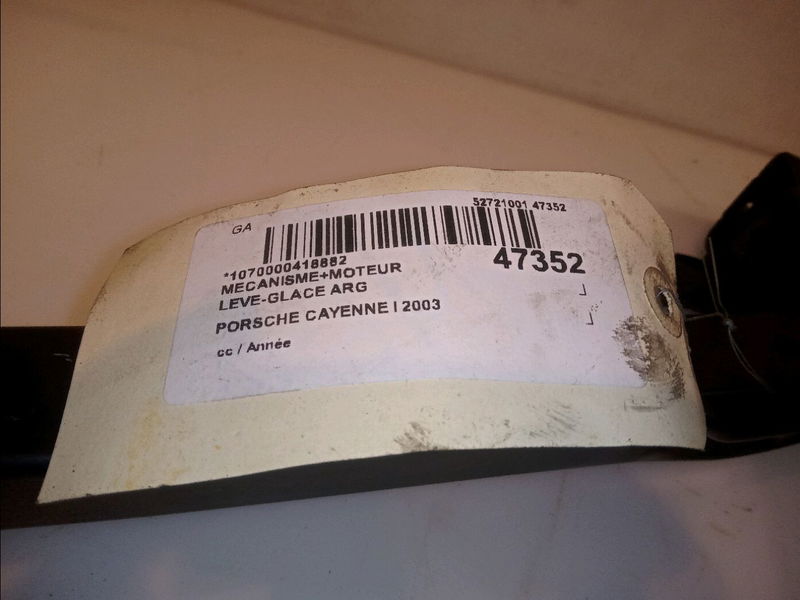 GA
52721001 47352
*1070000418882
47352
MECANISME+MOTEUR
LEVE-GLACE ARG
PORSCHE CAYENNE I 2003
cc / Année